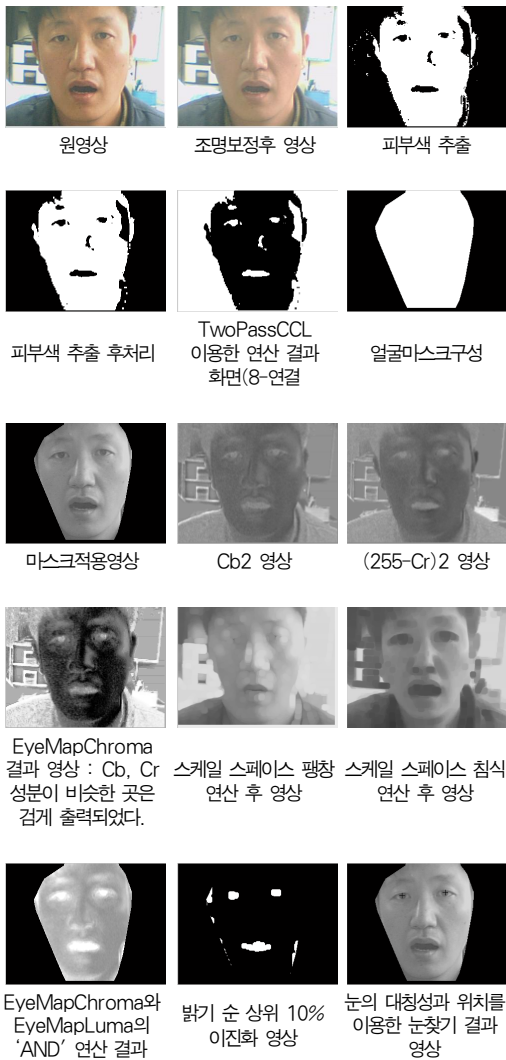 원영상
조명보정후 영상
피부색 추출
피부색 추출 후처리
TwoPassCCL
이용한 연산 결과
화면(8-연결
얼굴마스크구성
마스크적용영상
Cb2 영상
(255-Cr)2 영상
EyeMapChroma
결과 영상 : Cb, Cr
성분이 비슷한 곳은
검게 출력되었다.
스케일 스페이스 팽창
연산 후 영상
스케일 스페이스 침식
연산 후 영상
EyeMapChroma와
EyeMapLuma의
‘AND’ 연산 결과
밝기 순 상위 10%
이진화 영상
눈의 대칭성과 위치를
이용한 눈찾기 결과
영상